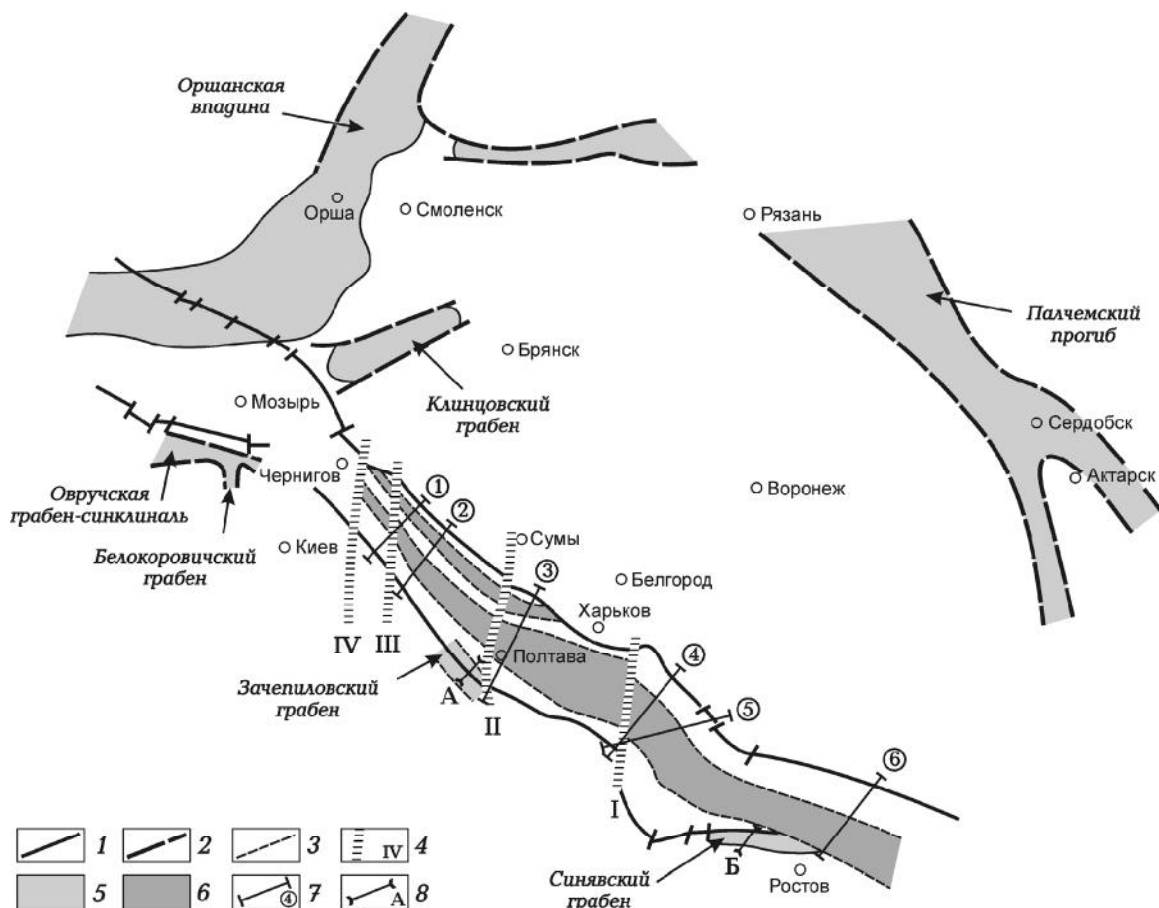 Оршанская
впадина
Орша
Смоленск
Рязань
Палчемский
прогиб
Брянск
Клинцовский
грабен
Мозырь
Сердобск
Актарск
Чернигов
Овручская
грабен-синклиналь
Воронеж
Белокоровичский
грабен
Киев
1
2
Сумы
3
Белгород
Харьков
IV
III
Полтава
4
Зачепиловский
грабен
А
II
5
6
I
Б
Синявский
грабен
Ростов
1
2
3
IV
4
5
6
4
7
А
8